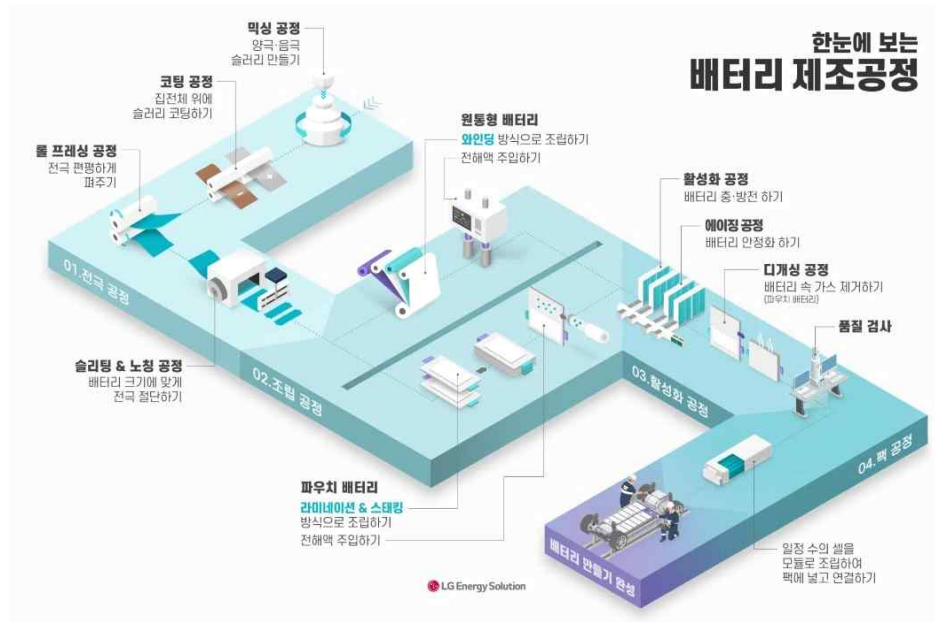 한눈에 보는
배터리 제조공정
믹싱 공정
양극·음극
슬러리 만들기
코팅 공정
집전체 위에
슬러리 코팅하기
롤 프레싱 공정
전극 편평하게
펴주기
01.전극 공정
슬리팅 & 노칭 공정
배터리 크기에 맞게
전극 절단하기
02.조립 공정
원통형 배터리
와인딩 방식으로 조립하기
전해액 주입하기
파우치 배터리
라미네이션 & 스태킹
방식으로 조립하기
전해액 주입하기
활성화 공정
배터리 충·방전 하기
에이징 공정
배터리 안정화 하기
디개싱 공정
배터리 속 가스 제거하기
(파우치 배터리)
품질 검사
03.활성화 공정
04.팩 공정
일정 수의 셀을
모듈로 조립하여
팩에 넣고 연결하기
배터리 만들기 완성
LG Energy Solution